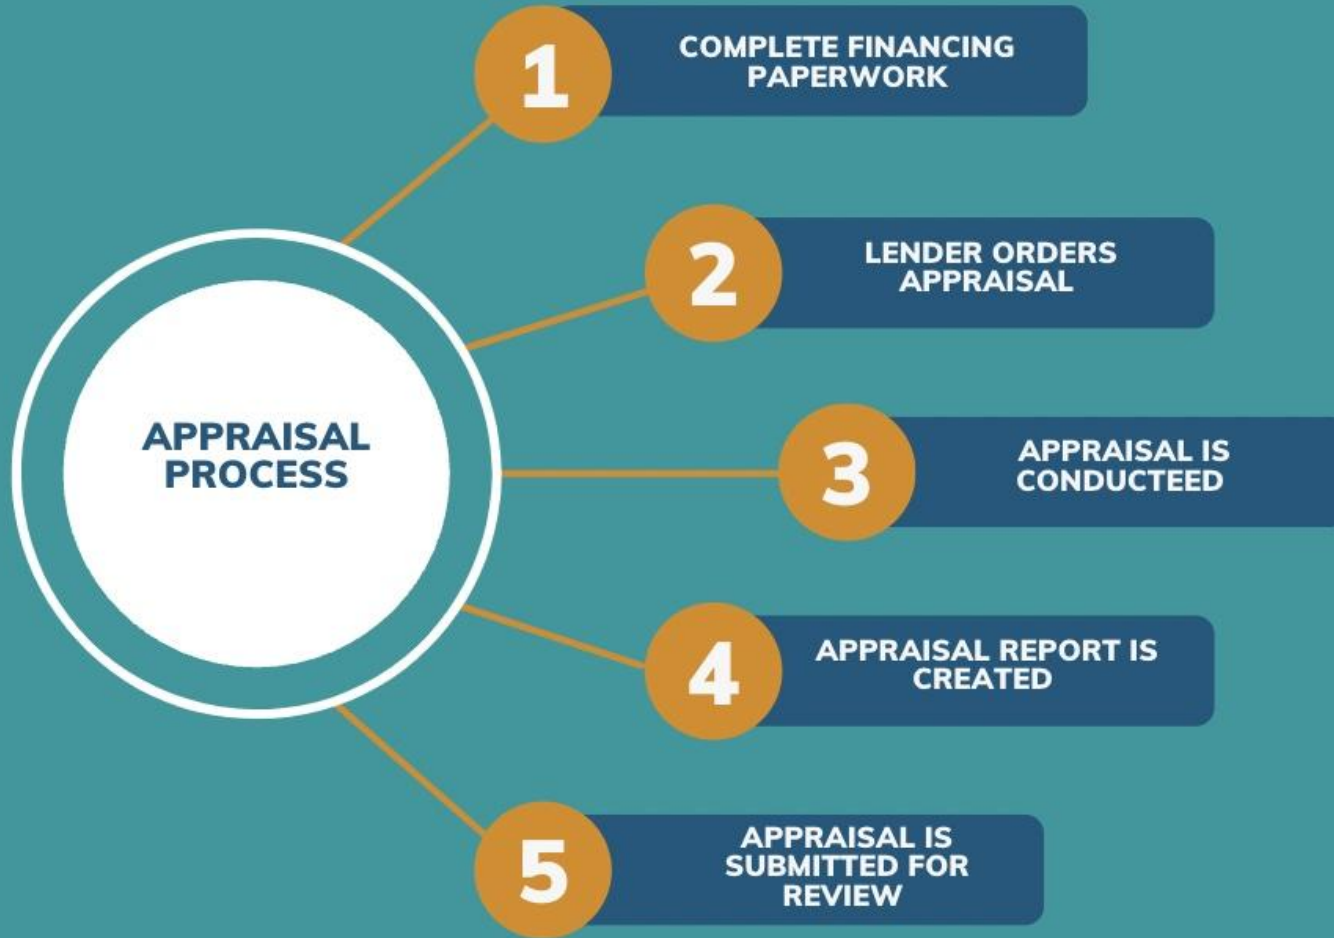 APPRAISAL
PROCESS
1
COMPLETE FINANCING
PAPERWORK
2
LENDER ORDERS
APPRAISAL
3
APPRAISAL IS
CONDUCTEED
4
APPRAISAL REPORT IS
CREATED
5
APPRAISAL IS
SUBMITTED FOR
REVIEW